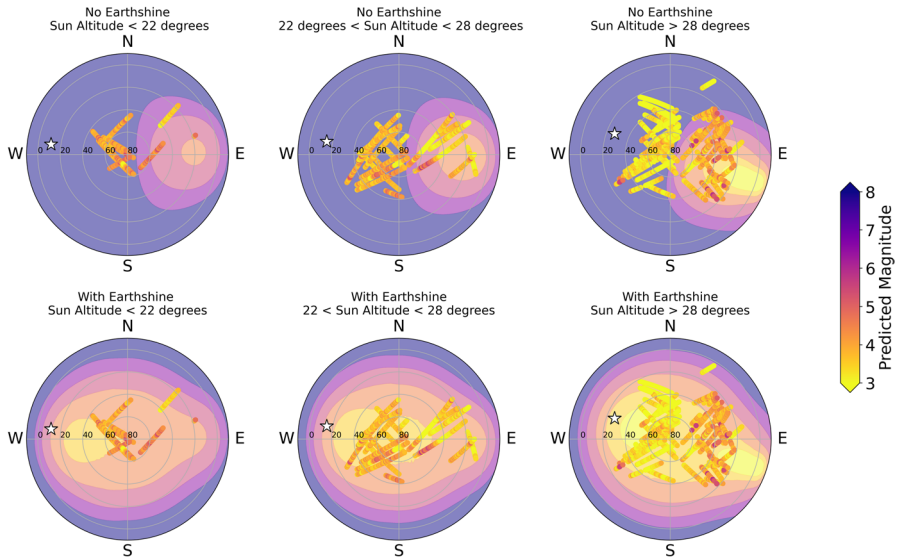 No Earthshine
Sun Altitude < 22 degrees
N
W 0 20 40 60 80 E
S
No Earthshine
22 degrees < Sun Altitude < 28 degrees
N
W 0 20 40 60 80 E
S
No Earthshine
Sun Altitude > 28 degrees
N
W 0 20 40 60 80 E
S
With Earthshine
Sun Altitude < 22 degrees
N
W 0 20 40 60 80 E
S
With Earthshine
22 < Sun Altitude < 28 degrees
N
W 0 20 40 60 80 E
S
With Earthshine
Sun Altitude > 28 degrees
N
W 0 20 40 60 80 E
S
8
7
6
5
4
3
Predicted Magnitude